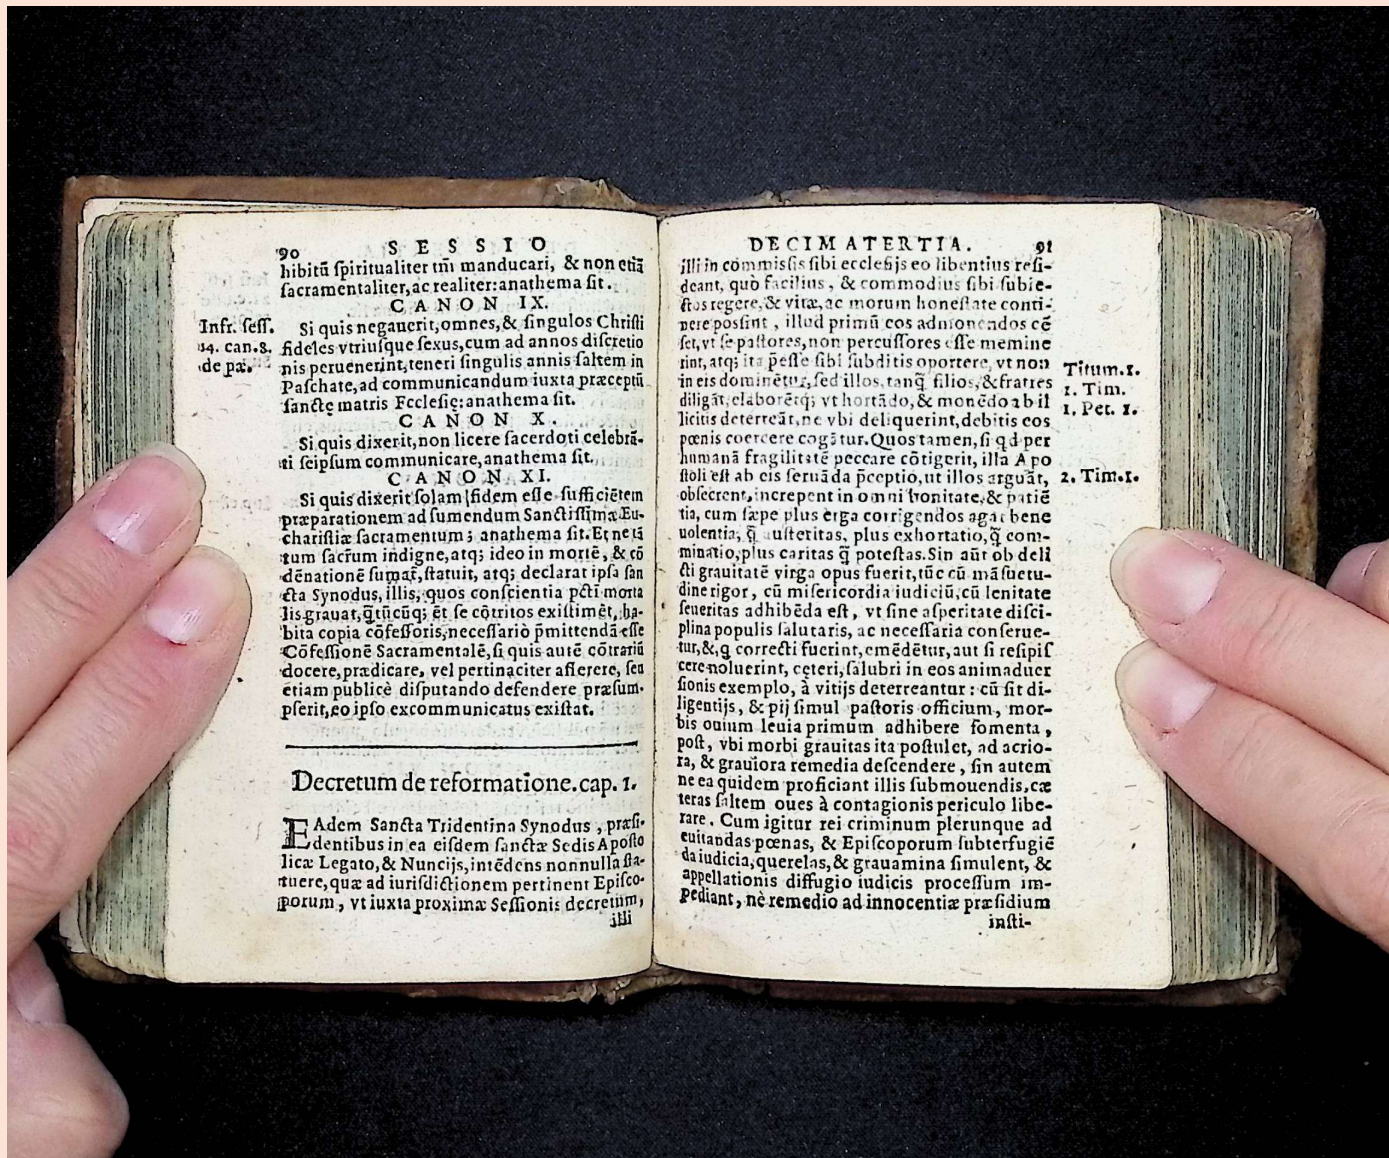 90 SESSIO
hibitū ſpiritualiter tm̄ manducari, & non etiā
ſacramentaliter, ac realiter: anathema ſit.
CANON IX.
Infr. ſeſſ.
14. can. 8.
de pæ.
Si quis negauerit, omnes, & ſingulos Chriſti
fideles vtriuſque ſexus, cum ad annos diſcretio
nis peruenerint, teneri ſingulis annis ſaltem in
Paſchate, ad communicandum iuxta præceptū
ſanctę matris Eccleſię: anathema ſit.
CANON X.
Si quis dixerit, non licere ſacerdoti celebrā-
ti ſeipſum communicare, anathema ſit.
CANON XI.
Si quis dixerit ſolam fidem eſſe ſufficiētem
præparationem ad ſumendum Sanctiſſimæ Eu-
chariſtiæ ſacramentum; anathema ſit. Et ne tā
tum ſacrum indigne, atq; ideo in mortē, & cō
dēnationē ſumat̄, ſtatuit, atq; declarat ipſa ſan
cta Synodus, illis, quos conſcientia pc̄ti morta
lis grauat, q̄tūcūq; ēt ſe cōtritos exiſtimēt, ha-
bita copia cōfeſſoris, neceſſariò p̄mittendā eſſe
Cōfeſſionē Sacramentalē, ſi quis autē cōtrariū
docere, prædicare, vel pertinaciter aſſerere, ſeu
etiam publicè diſputando defendere præſum-
pſerit, eo ipſo excommunicatus exiſtat.
Decretum de reformatione. cap. 1.
EAdem Sancta Tridentina Synodus, præſi-
dentibus in ea eiſdem ſanctæ Sedis Apoſto
licæ Legato, & Nuncijs, intēdens nonnulla ſta-
tuere, quæ ad iuriſdictionem pertinent Epiſco-
porum, vt iuxta proximæ Seſſionis decretum,
illi
DECIMATERTIA. 91
illi in commiſſis ſibi eccleſijs eo libentius reſi-
deant, quò facilius, & commodius ſibi ſubie-
ctos regere, & vitæ, ac morum honeſtate conti-
nere poſſint, illud primū eos admonendos cē
ſet, vt ſe paſtores, non percuſſores eſſe memine
rint, atq; ita p̄eſſe ſibi ſubditis oportere, vt non
in eis dominētur, ſed illos, tanq̄ filios, & fratres
diligāt, elaborētq; vt hortādo, & monēdo ab il
licitis deterreāt, ne vbi deliquerint, debitis eos
pœnis coercere cogātur. Quos tamen, ſi qd per
humanā fragilitatē peccare cōtigerit, illa Apo
ſtoli eſt ab eis ſeruāda p̄ceptio, ut illos arguāt,
obſecrent, increpent in omni bonitate, & patiē
tia, cum ſæpe plus erga corrigendos agat bene
uolentia, q̄ auſteritas, plus exhortatio, q̄ com-
minatio, plus caritas q̄ poteſtas. Sin aūt ob deli
cti grauitatē virga opus fuerit, tūc cū māſuetu-
dine rigor, cū miſericordia iudiciū, cū lenitate
ſeueritas adhibēda eſt, vt ſine aſperitate diſci-
plina populis ſalutaris, ac neceſſaria conſerue-
tur, &, q correcti fuerint, emēdētur, aut ſi reſipiſ
cere noluerint, cęteri, ſalubri in eos animaduer
ſionis exemplo, à vitijs deterreantur: cū ſit di-
ligentijs, & pij ſimul paſtoris officium, mor-
bis ouium leuia primum adhibere fomenta,
poſt, vbi morbi grauitas ita poſtulet, ad acrio-
ra, & grauiora remedia deſcendere, ſin autem
ne ea quidem proficiant illis ſubmouendis, cæ
teras ſaltem oues à contagionis periculo libe-
rare. Cum igitur rei criminum plerunque ad
euitandas pœnas, & Epiſcoporum ſubterfugiē
da iudicia, querelas, & grauamina ſimulent, &
appellationis diffugio iudicis proceſſum im-
pediant, nè remedio ad innocentiæ præſidium
inſti-
Titum. 1.
1. Tim.
1. Pet. 1.
2. Tim. 1.